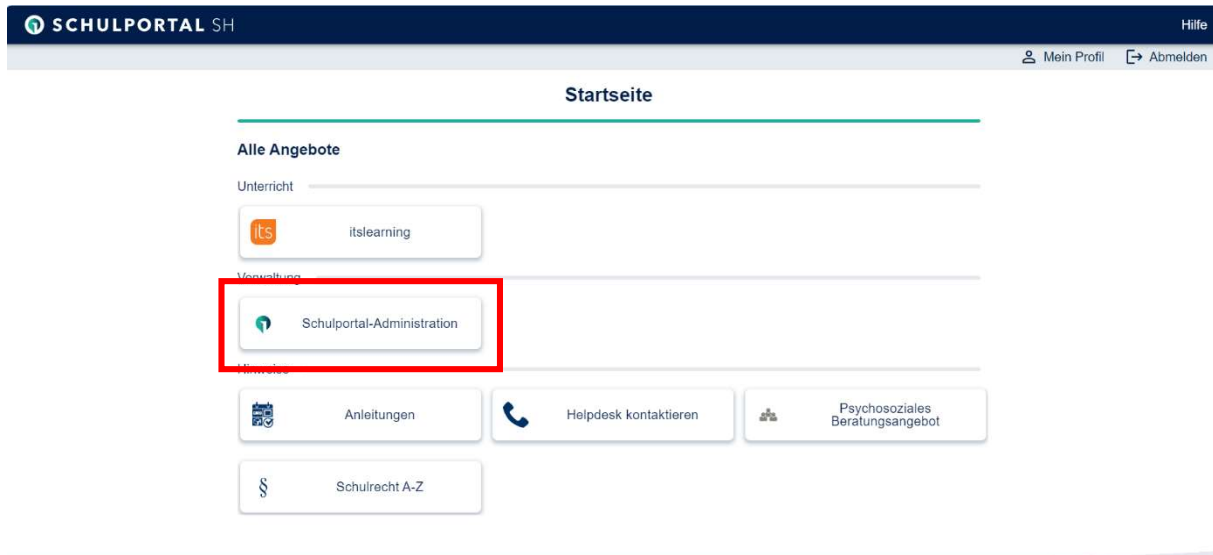 SCHULPORTAL SH
Hilfe
Mein Profil
Abmelden
Startseite
Alle Angebote
Unterricht
its
itslearning
Verwaltung
Schulportal-Administration
Hinweise
Anleitungen
Helpdesk kontaktieren
Psychosoziales
Beratungsangebot
§
Schulrecht A-Z